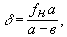 𝓔 = f_H a / (a − в),